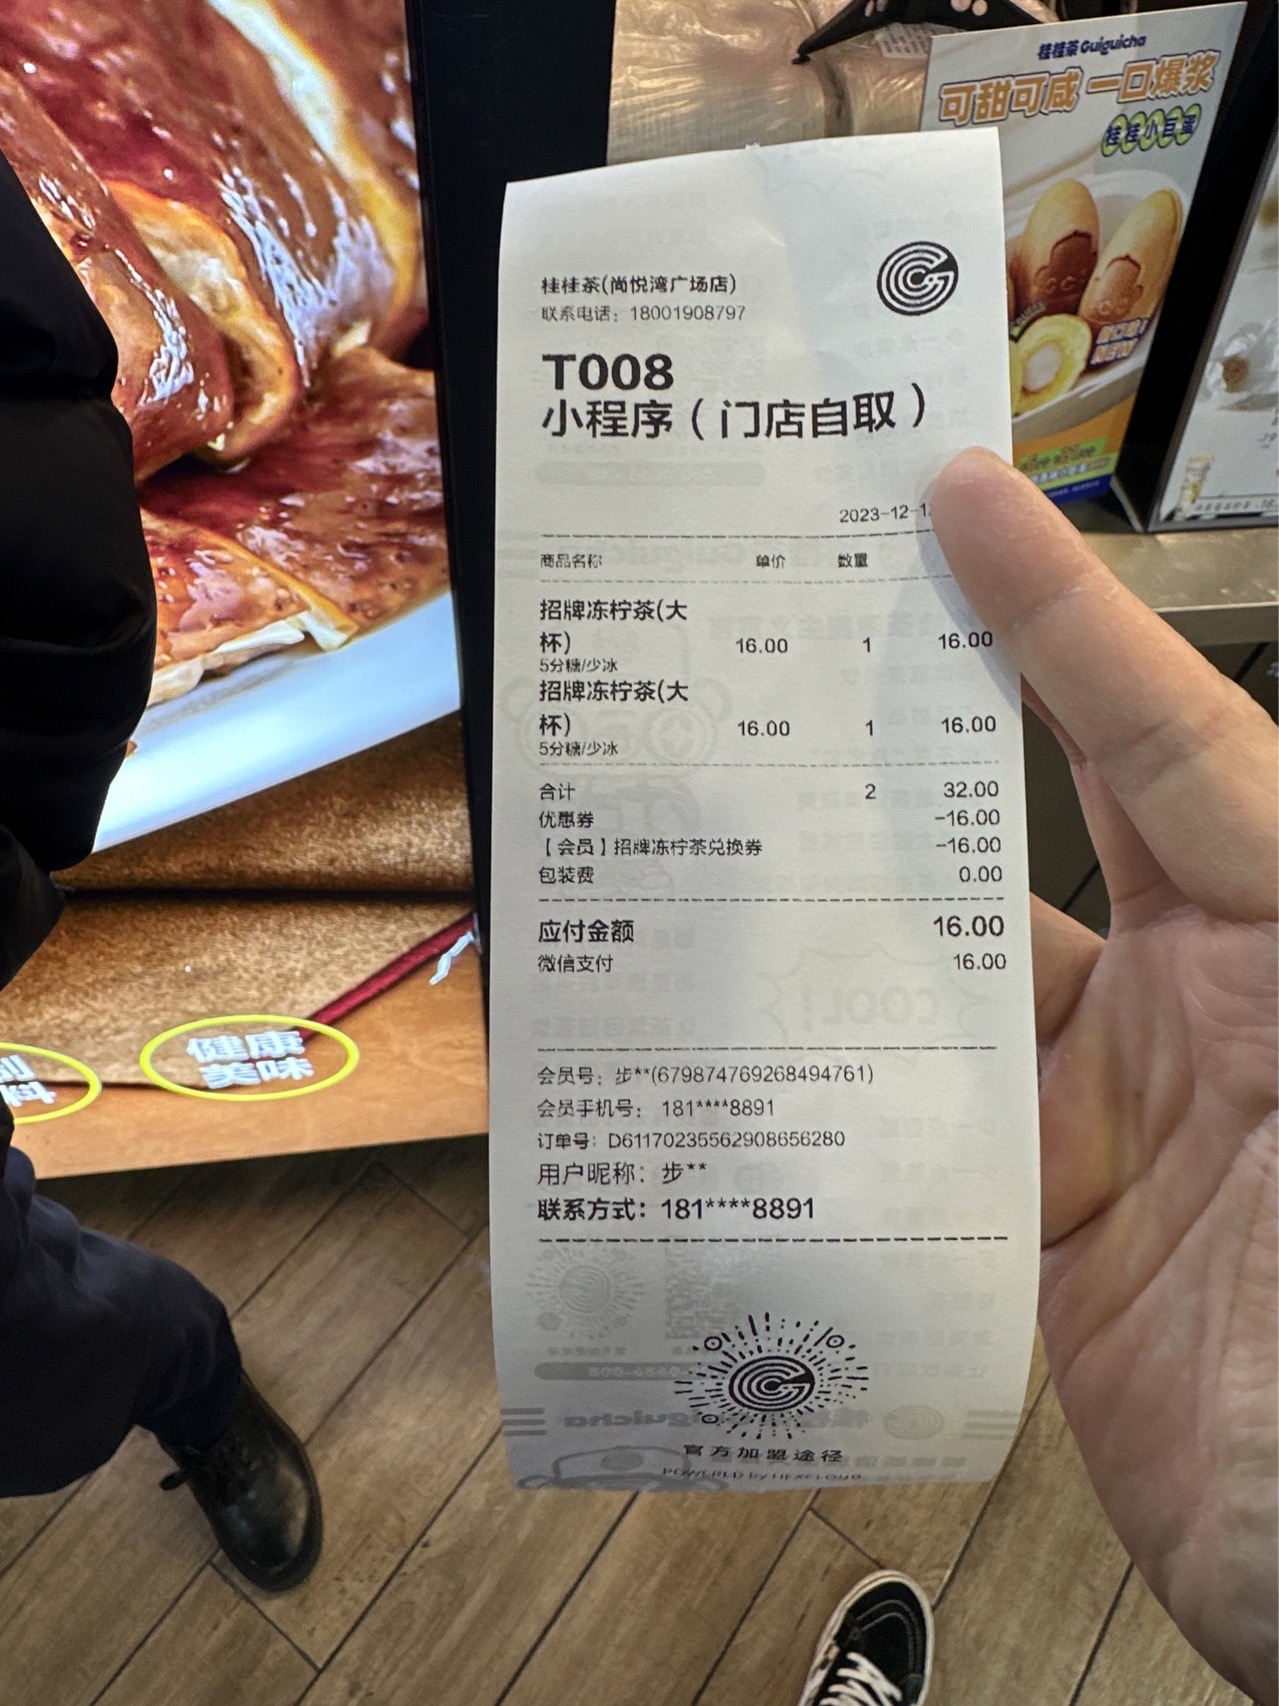 桂桂茶 Guiguicha
可甜可咸 一口爆浆
桂桂小巨蛋
NEW
桂桂茶(尚悦湾广场店)
联系电话：18001908797
T008
小程序（门店自取）
2023-12-1
商品名称 单价 数量
招牌冻柠茶(大
杯) 16.00 1 16.00
5分糖/少冰
招牌冻柠茶(大
杯) 16.00 1 16.00
5分糖/少冰
合计 2 32.00
优惠券 -16.00
【会员】招牌冻柠茶兑换券 -16.00
包装费 0.00
应付金额 16.00
微信支付 16.00
会员号：步**(679874769268494761)
会员手机号： 181****8891
订单号：D61170235562908656280
用户昵称：步**
联系方式：181****8891
官方加盟途径
POWERED by HEXCLOUD
健康
美味